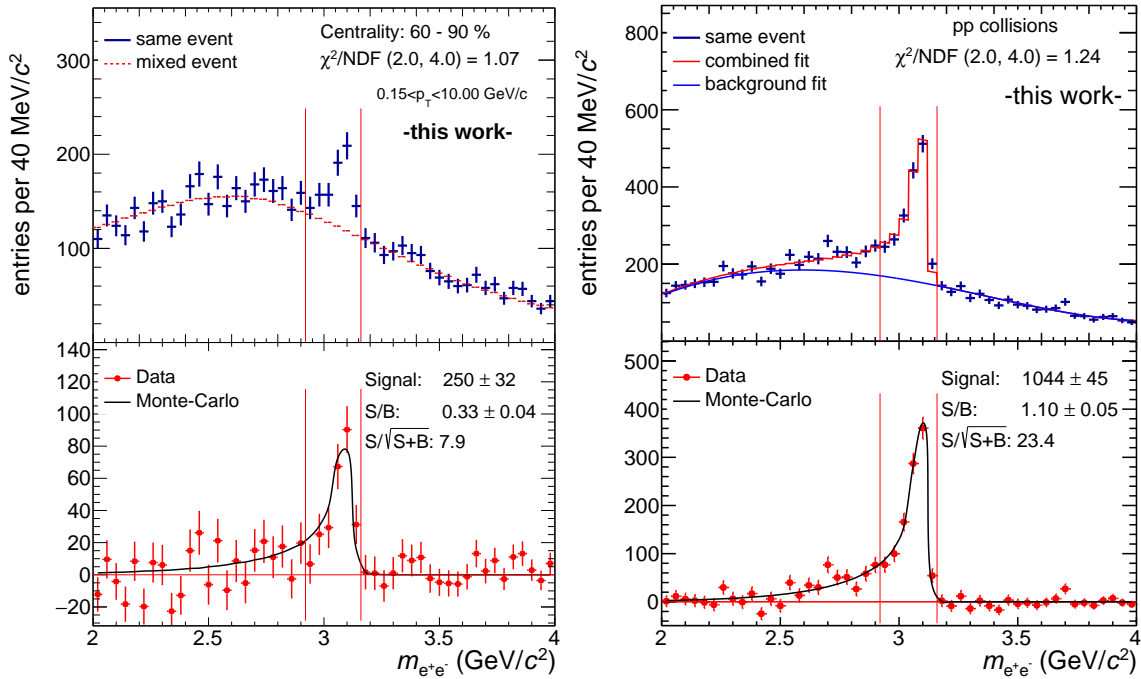 entries per 40 MeV/c²
350
300
250
200
150
100
50
same event
mixed event
Centrality: 60 - 90 %
χ²/NDF (2.0, 4.0) = 1.07
0.15<p_T<10.00 GeV/c
-this work-
140
120
100
80
60
40
20
0
−20
Data
Monte-Carlo
Signal: 250 ± 32
S/B: 0.33 ± 0.04
S/√S+B: 7.9
2 2.5 3 3.5 4
m_e⁺e⁻ (GeV/c²)
entries per 40 MeV/c²
800
600
400
200
0
same event
combined fit
background fit
pp collisions
χ²/NDF (2.0, 4.0) = 1.24
-this work-
500
400
300
200
100
0
Data
Monte-Carlo
Signal: 1044 ± 45
S/B: 1.10 ± 0.05
S/√S+B: 23.4
2 2.5 3 3.5 4
m_e⁺e⁻ (GeV/c²)